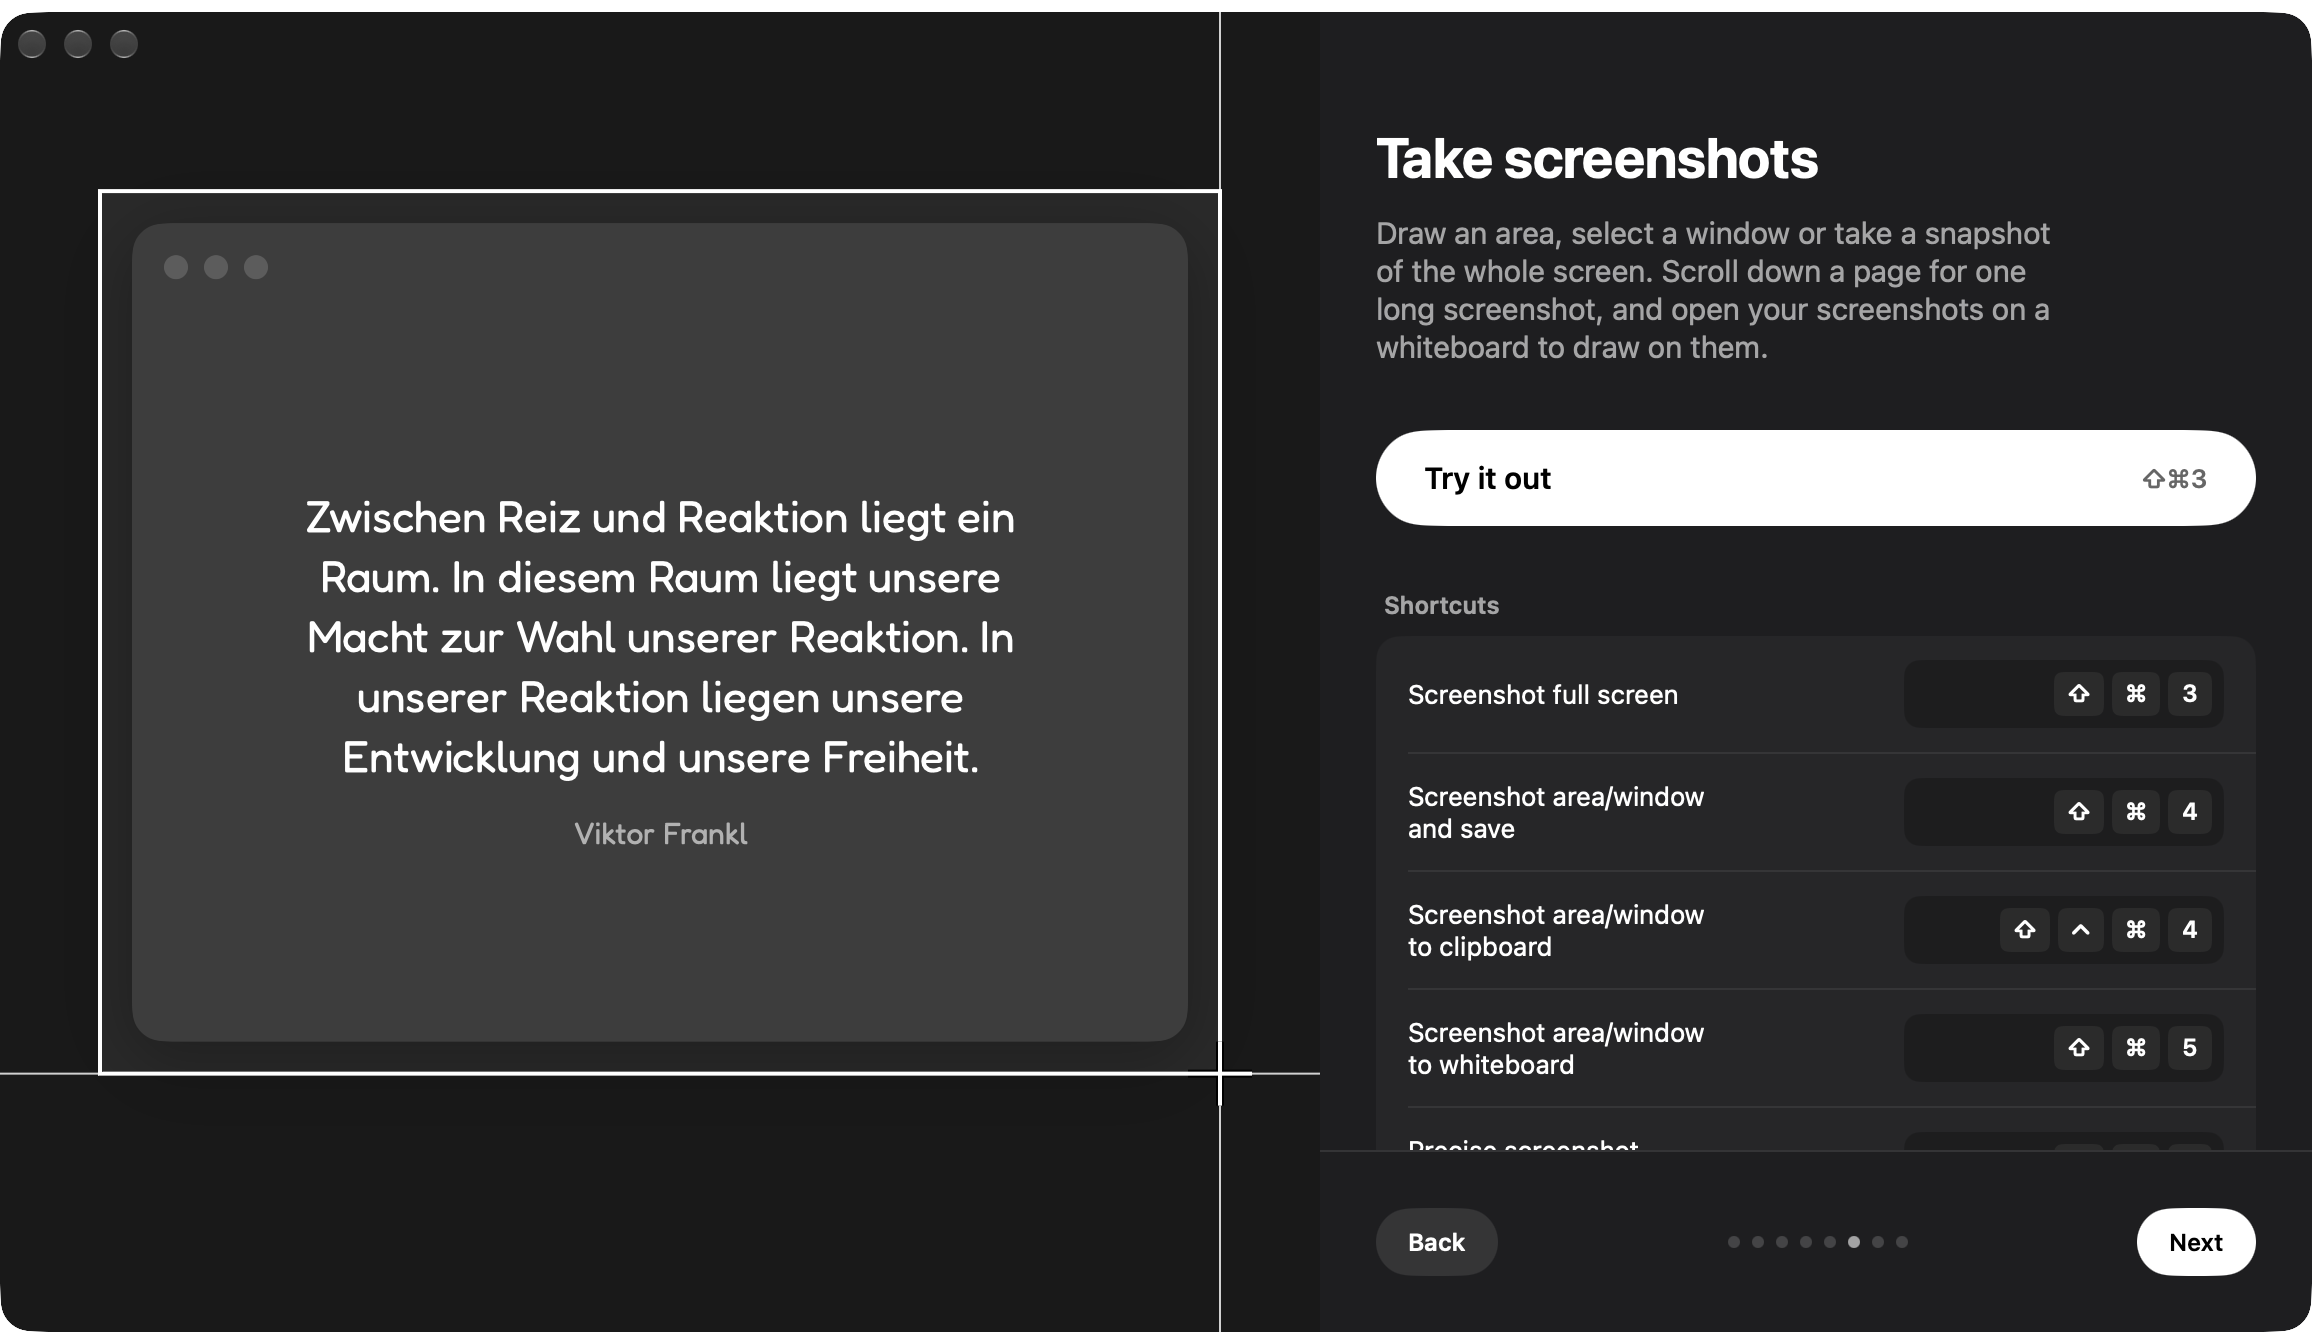 Zwischen Reiz und Reaktion liegt ein
Raum. In diesem Raum liegt unsere
Macht zur Wahl unserer Reaktion. In
unserer Reaktion liegen unsere
Entwicklung und unsere Freiheit.
Viktor Frankl
Take screenshots
Draw an area, select a window or take a snapshot
of the whole screen. Scroll down a page for one
long screenshot, and open your screenshots on a
whiteboard to draw on them.
Try it out ⇧⌘3
Shortcuts
Screenshot full screen ⇧ ⌘ 3
Screenshot area/window
and save ⇧ ⌘ 4
Screenshot area/window
to clipboard ⇧ ^ ⌘ 4
Screenshot area/window
to whiteboard ⇧ ⌘ 5
Precise screenshot
Back
Next